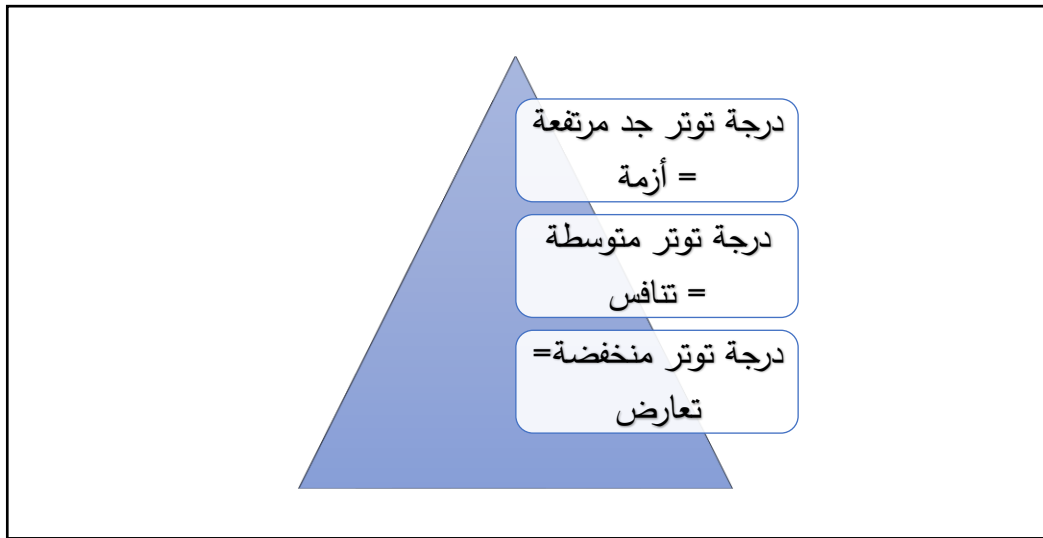 درجة توتر جد مرتفعة
= أزمة
درجة توتر متوسطة
= تنافس
درجة توتر منخفضة=
تعارض